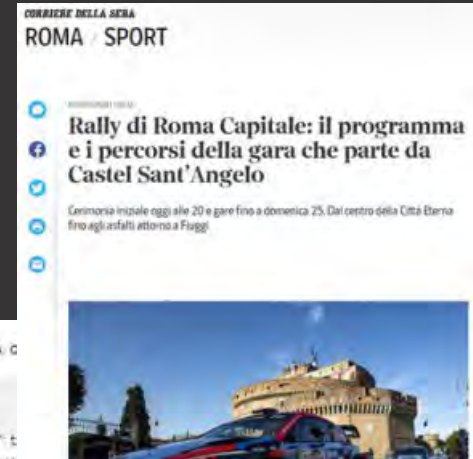 CORRIERE DELLA SERA
ROMA / SPORT
Rally di Roma Capitale: il programma
e i percorsi della gara che parte da
Castel Sant'Angelo
Cerimonia iniziale oggi alle 20 e gare fino a domenica 25. Dal centro della Città Eterna
fino agli asfalti attorno a Fiuggi